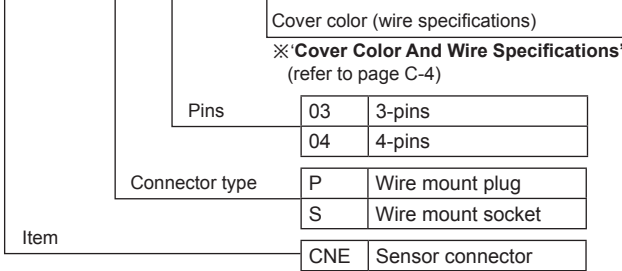 Cover color (wire specifications)
※'Cover Color And Wire Specifications'
(refer to page C-4)
Pins
03 3-pins
04 4-pins
Connector type
P Wire mount plug
S Wire mount socket
Item
CNE Sensor connector